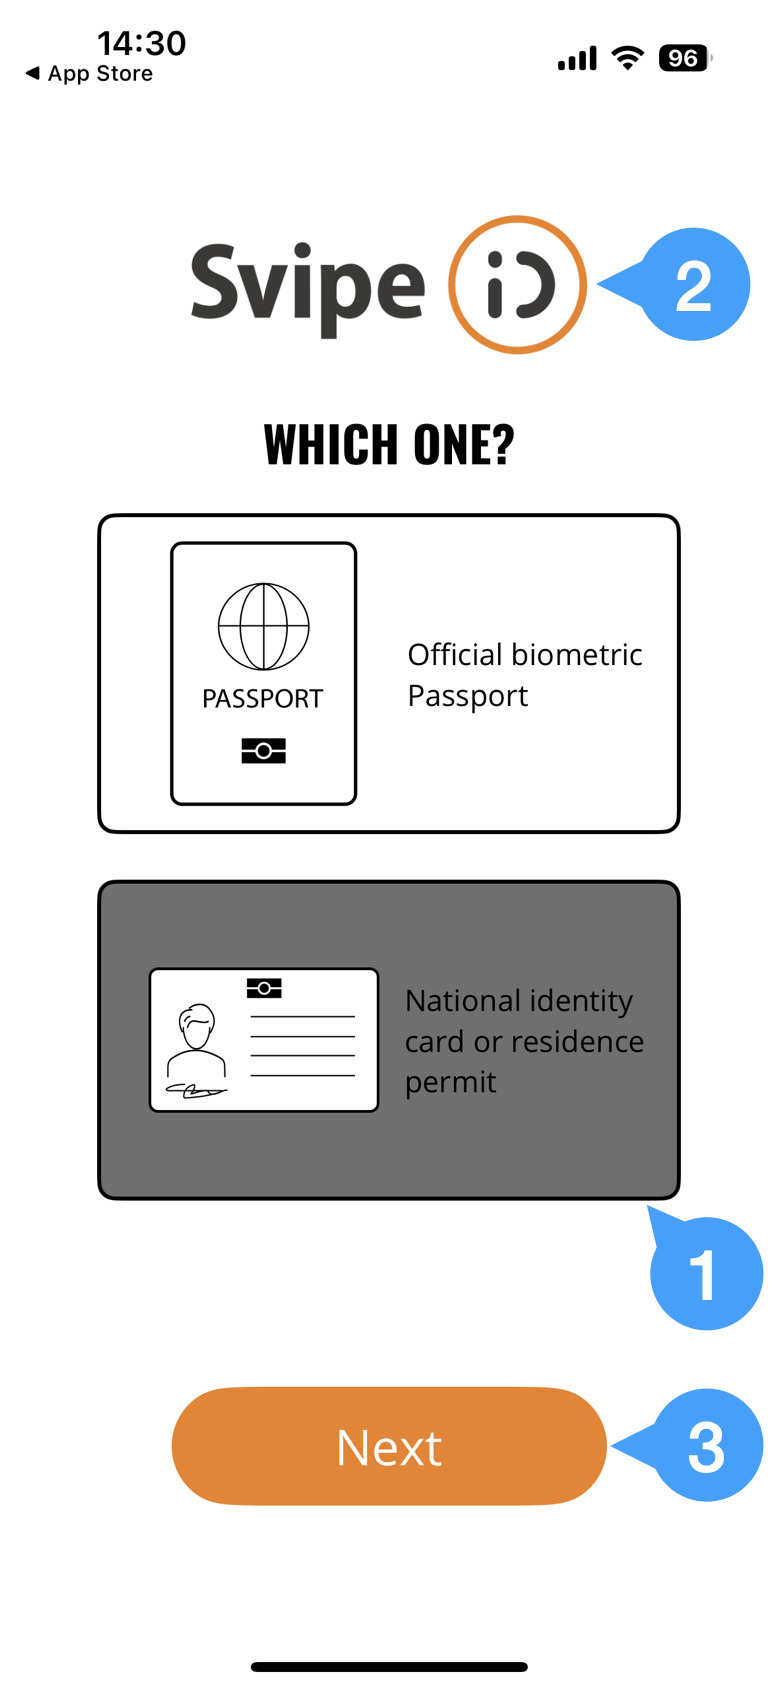 14:30
96
App Store
Svipe iD
2
WHICH ONE?
PASSPORT
Official biometric
Passport
National identity
card or residence
permit
1
Next
3